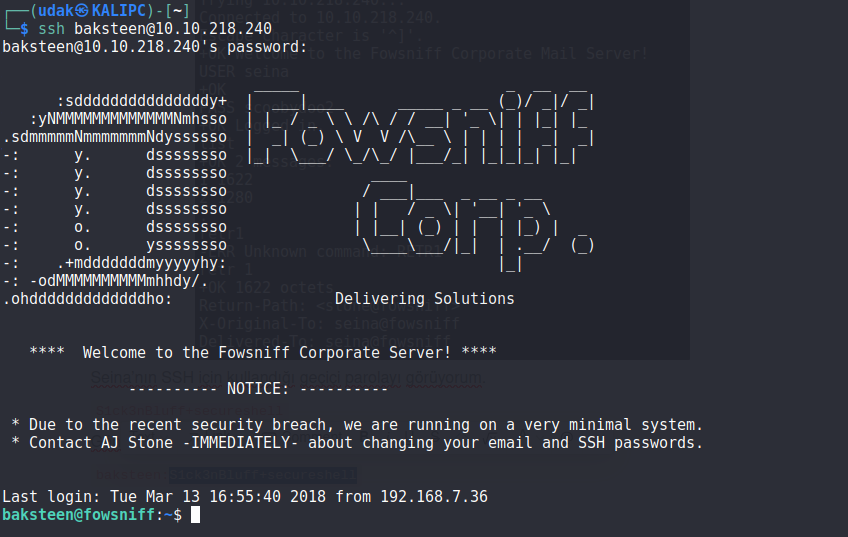 ┌──(udak㉿KALIPC)-[~]
└─$ ssh baksteen@10.10.218.240
baksteen@10.10.218.240's password:
Fowsniff
Corp.
:sdddddddddddddddy+
:yNMMMMMMMMMMMMMNmhsso
.sdmmmmmNmmmmmmmNdyssssso
-: y. dssssssso
-: y. dssssssso
-: y. dssssssso
-: y. dssssssso
-: o. dssssssso
-: o. yssssssso
-: .+mdddddddmyyyyyhy:
-: -odMMMMMMMMMMmhhdy/.
.ohdddddddddddddho: Delivering Solutions
**** Welcome to the Fowsniff Corporate Server! ****
---------- NOTICE: ----------
* Due to the recent security breach, we are running on a very minimal system.
* Contact AJ Stone -IMMEDIATELY- about changing your email and SSH passwords.
Last login: Tue Mar 13 16:55:40 2018 from 192.168.7.36
baksteen@fowsniff:~$